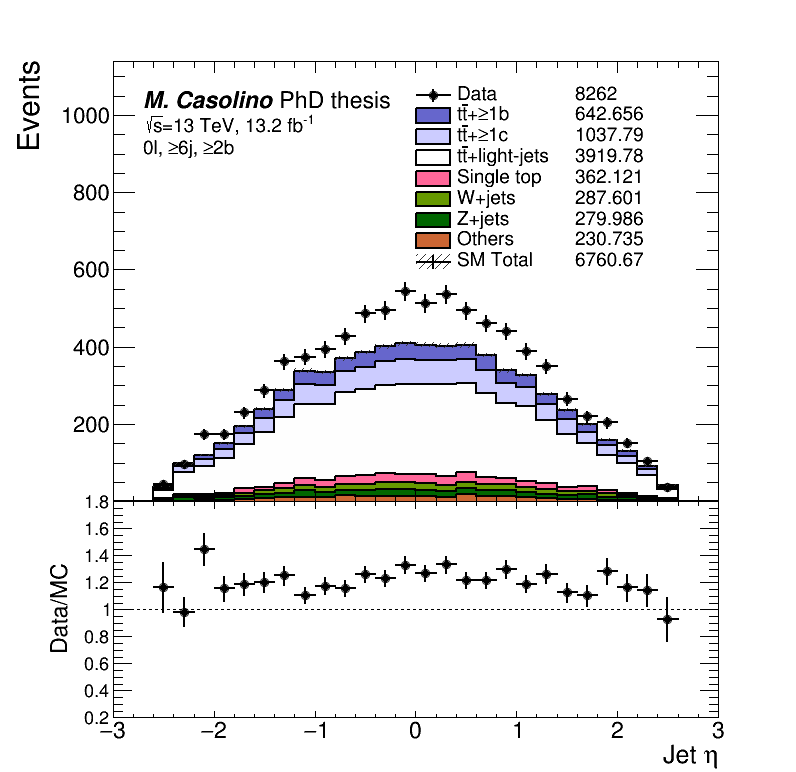 Events
1000
800
600
400
200
M. Casolino PhD thesis
√s=13 TeV, 13.2 fb⁻¹
0l, ≥6j, ≥2b
Data 8262
tt̄+≥1b 642.656
tt̄+≥1c 1037.79
tt̄+light-jets 3919.78
Single top 362.121
W+jets 287.601
Z+jets 279.986
Others 230.735
SM Total 6760.67
Data/MC
1.8
1.6
1.4
1.2
1
0.8
0.6
0.4
0.2
−3 −2 −1 0 1 2 3
Jet η